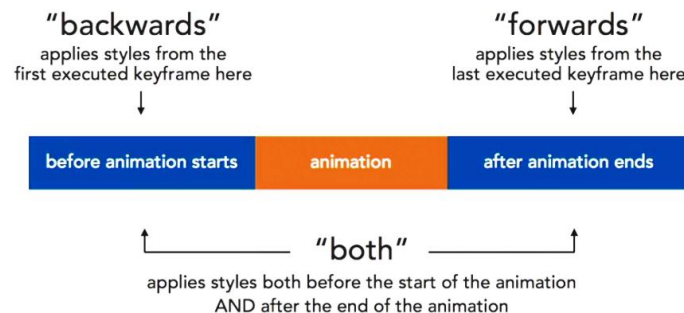 “backwards”
applies styles from the
first executed keyframe here
“forwards”
applies styles from the
last executed keyframe here
before animation starts
animation
after animation ends
“both”
applies styles both before the start of the animation
AND after the end of the animation